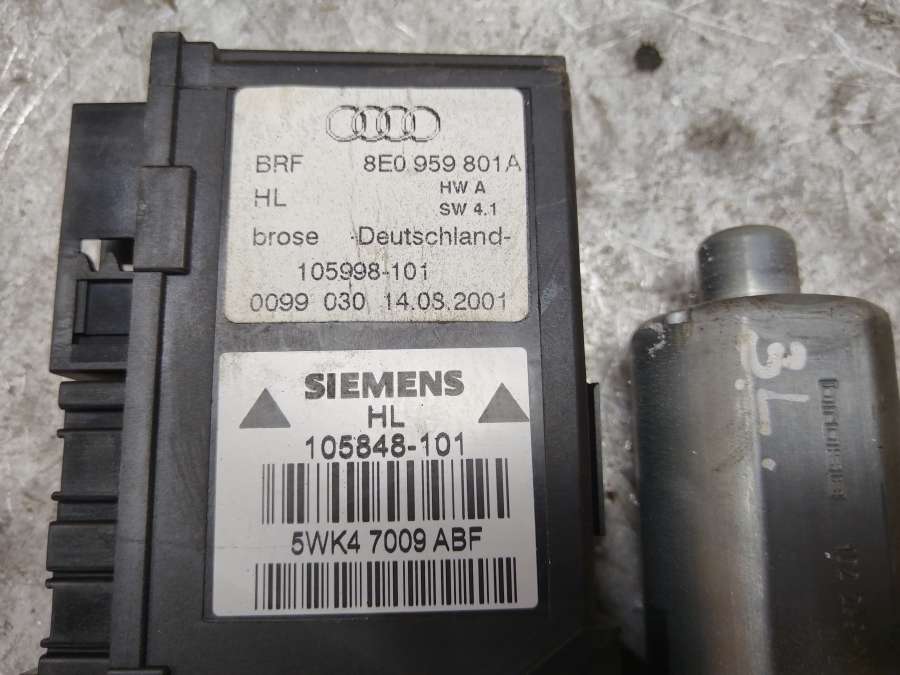 BRF 8E0 959 801A
HL HW A
SW 4.1
brose -Deutschland-
105998-101
0099 030 14.08.2001
SIEMENS
HL
105848-101
5WK4 7009 ABF
3.L.